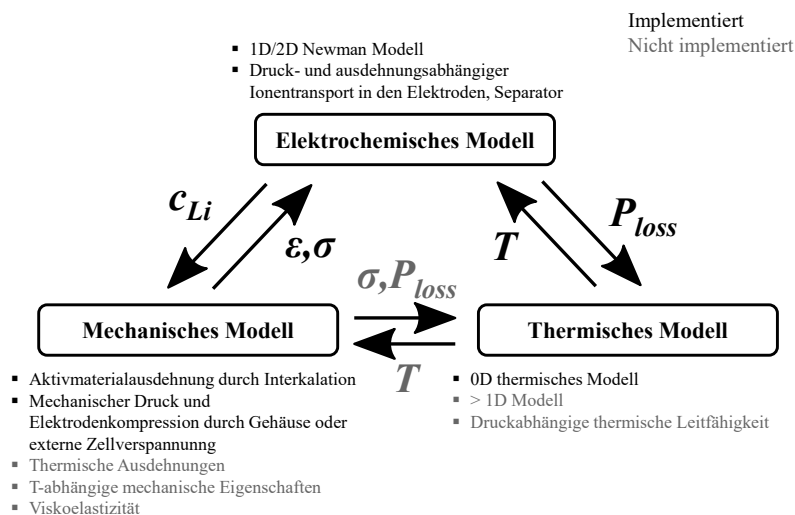 Implementiert
Nicht implementiert
▪ 1D/2D Newman Modell
▪ Druck- und ausdehnungsabhängiger
Ionentransport in den Elektroden, Separator
Elektrochemisches Modell
c_Li
ε,σ
P_loss
T
σ,P_loss
T
Mechanisches Modell
Thermisches Modell
▪ Aktivmaterialausdehnung durch Interkalation
▪ Mechanischer Druck und
Elektrodenkompression durch Gehäuse oder
externe Zellverspannnung
▪ Thermische Ausdehnungen
▪ T-abhängige mechanische Eigenschaften
▪ Viskoelastizität
▪ 0D thermisches Modell
▪ > 1D Modell
▪ Druckabhängige thermische Leitfähigkeit